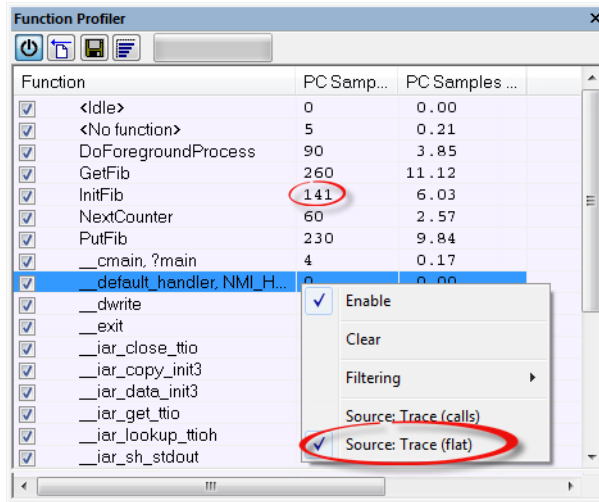 Function Profiler
Function PC Samp... PC Samples ...
<Idle> 0 0.00
<No function> 5 0.21
DoForegroundProcess 90 3.85
GetFib 260 11.12
InitFib 141 6.03
NextCounter 60 2.57
PutFib 230 9.84
__cmain, ?main 4 0.17
__default_handler, NMI_H... 0 0.00
__dwrite
__exit
__iar_close_ttio
__iar_copy_init3
__iar_data_init3
__iar_get_ttio
__iar_lookup_ttioh
__iar_sh_stdout
Enable
Clear
Filtering
Source: Trace (calls)
Source: Trace (flat)